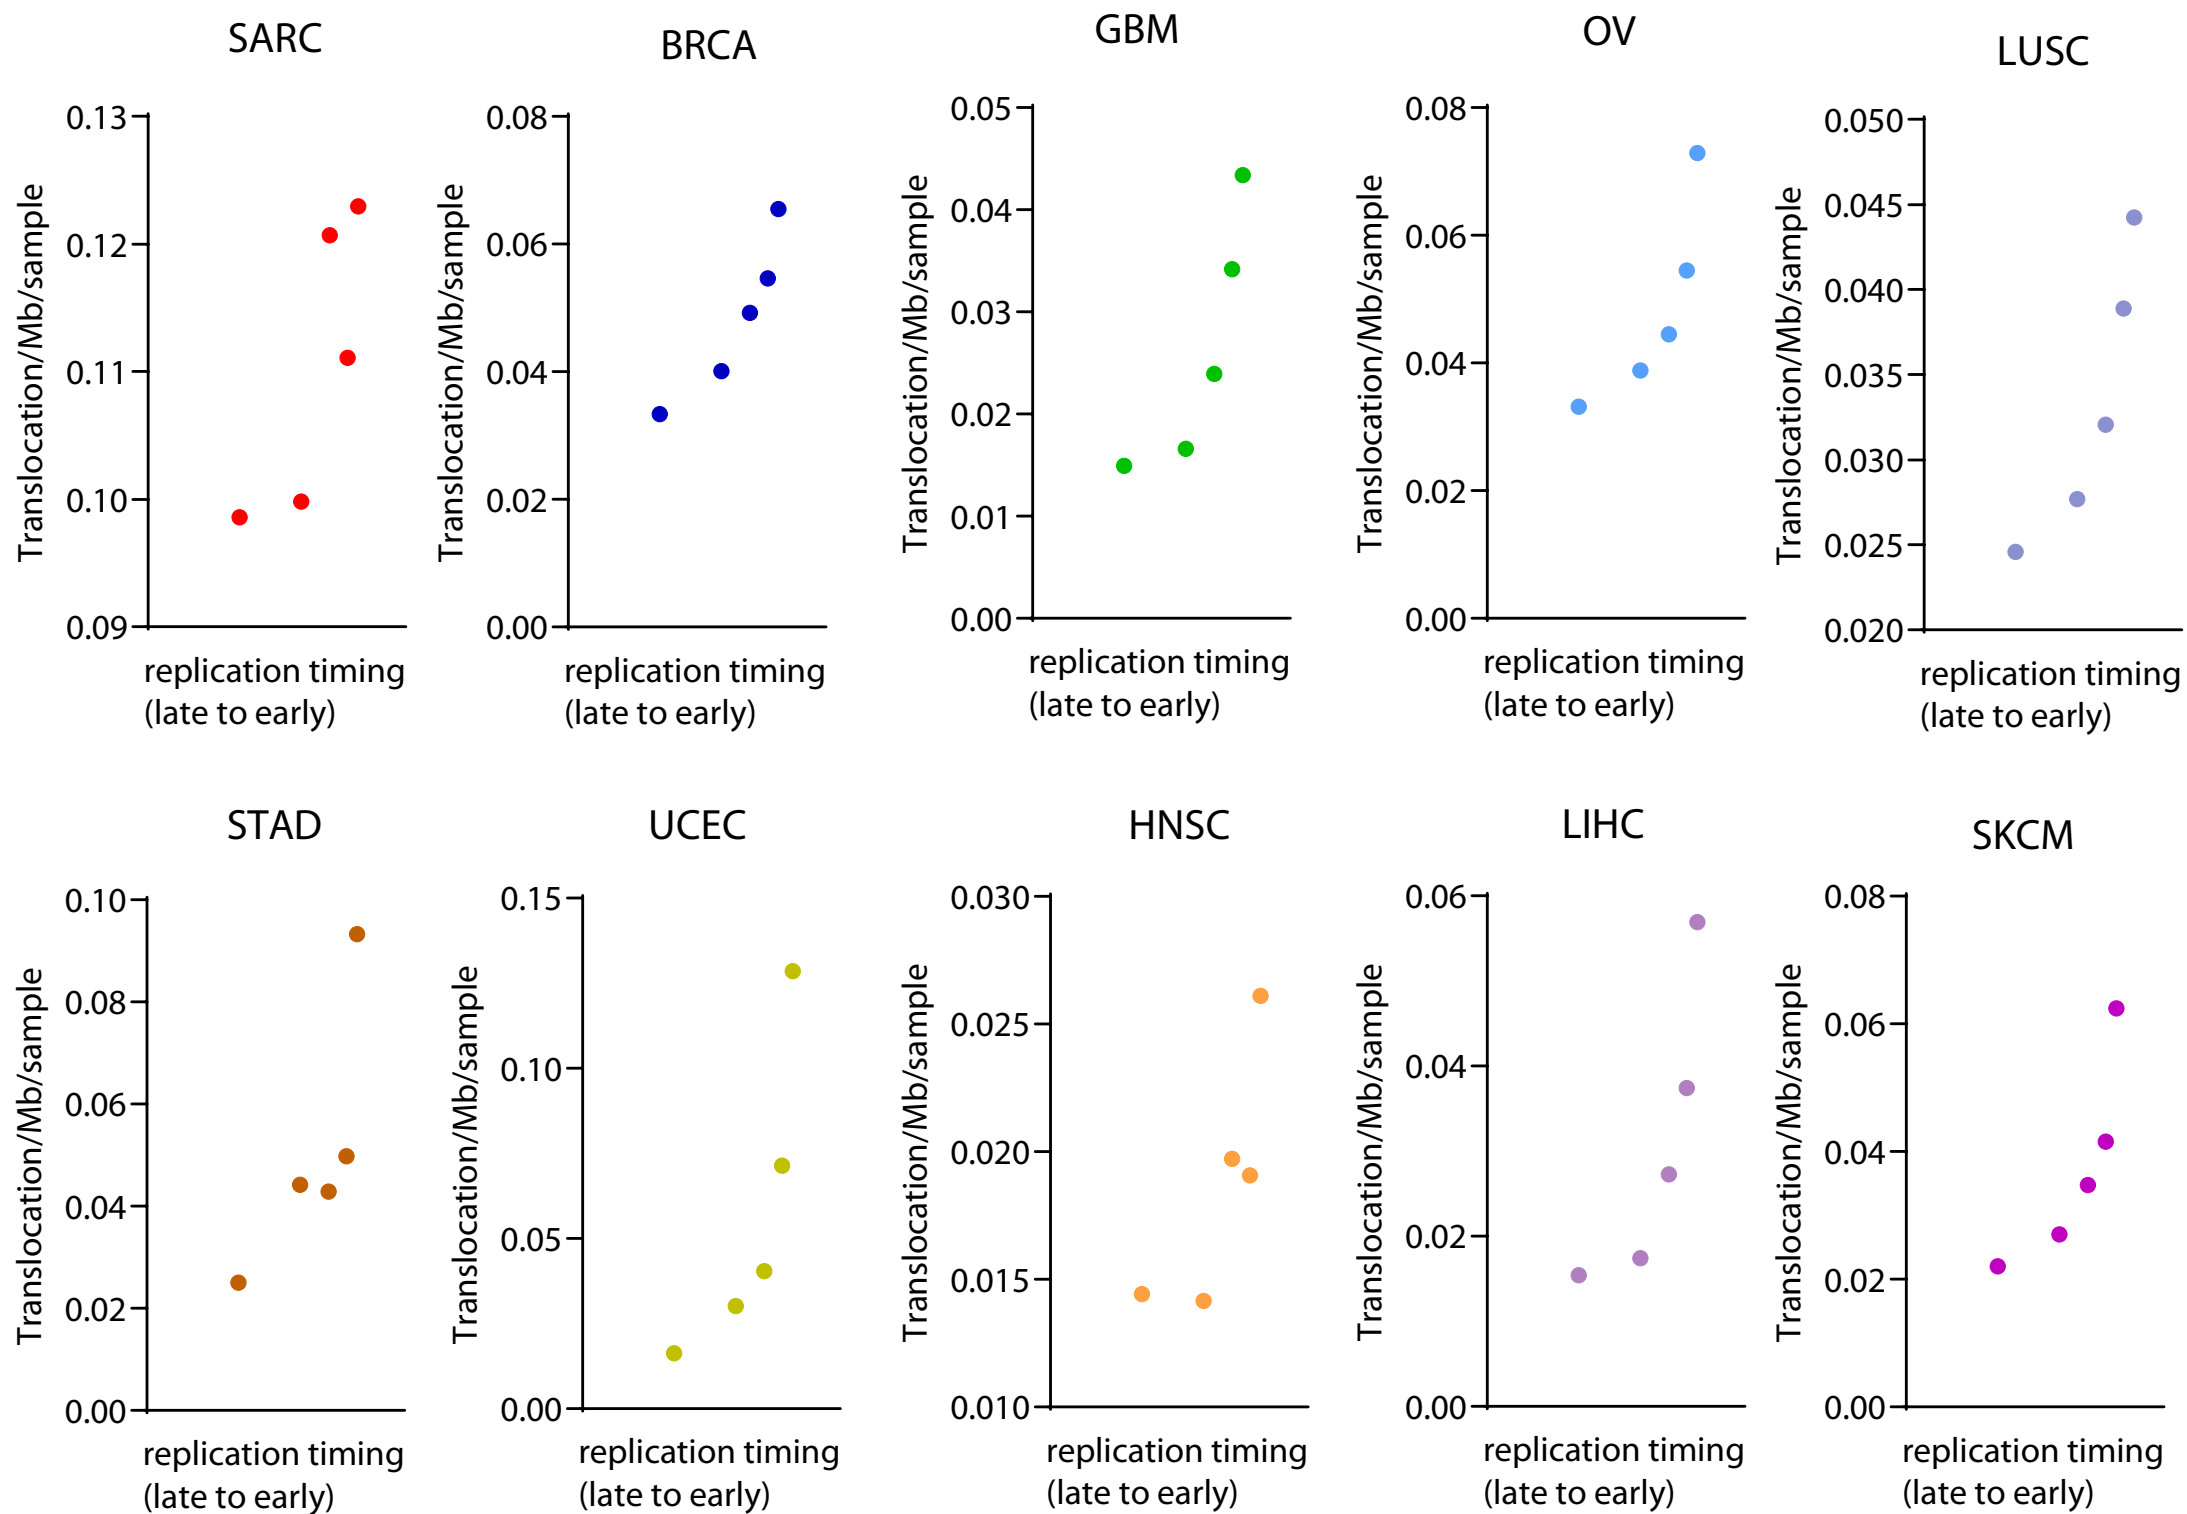 SARC
0.13
0.12
0.11
0.10
0.09
Translocation/Mb/sample
replication timing
(late to early)
BRCA
0.08
0.06
0.04
0.02
0.00
Translocation/Mb/sample
replication timing
(late to early)
GBM
0.05
0.04
0.03
0.02
0.01
0.00
Translocation/Mb/sample
replication timing
(late to early)
OV
0.08
0.06
0.04
0.02
0.00
Translocation/Mb/sample
replication timing
(late to early)
LUSC
0.050
0.045
0.040
0.035
0.030
0.025
0.020
Translocation/Mb/sample
replication timing
(late to early)
STAD
0.10
0.08
0.06
0.04
0.02
0.00
Translocation/Mb/sample
replication timing
(late to early)
UCEC
0.15
0.10
0.05
0.00
Translocation/Mb/sample
replication timing
(late to early)
HNSC
0.030
0.025
0.020
0.015
0.010
Translocation/Mb/sample
replication timing
(late to early)
LIHC
0.06
0.04
0.02
0.00
Translocation/Mb/sample
replication timing
(late to early)
SKCM
0.08
0.06
0.04
0.02
0.00
Translocation/Mb/sample
replication timing
(late to early)